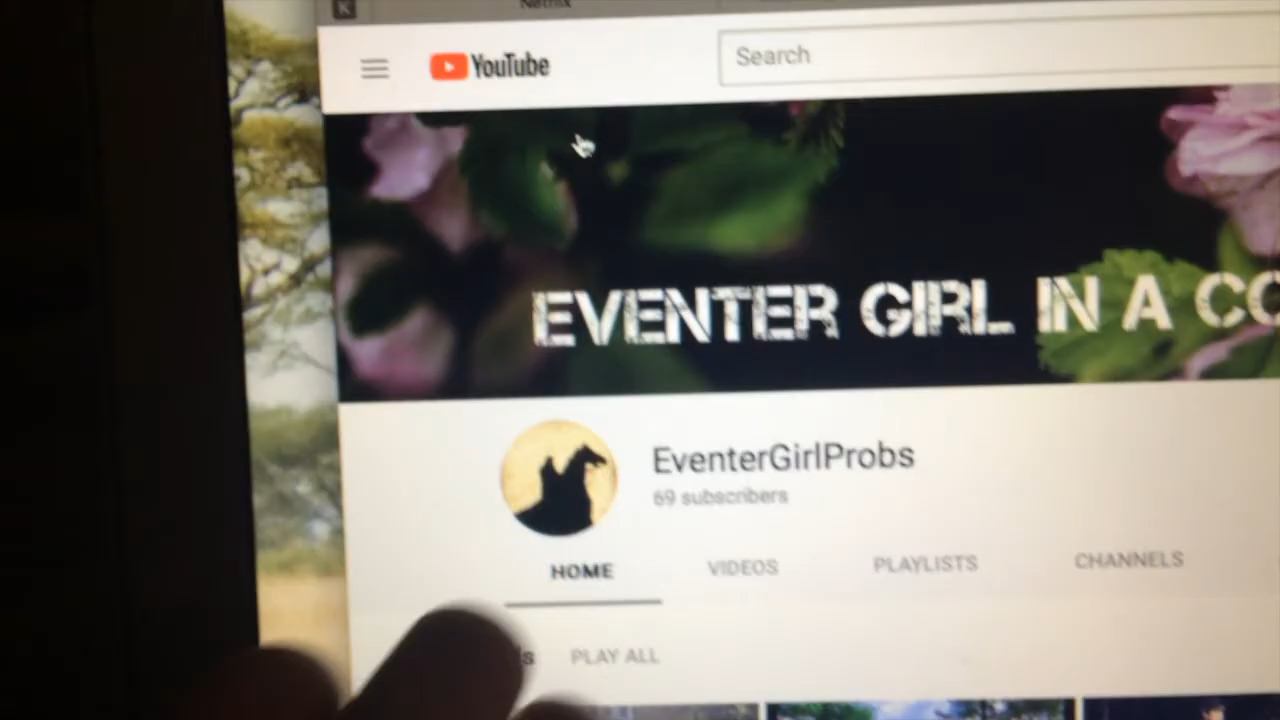 Netflix
YouTube
Search
EVENTER GIRL IN A CO
EventerGirlProbs
69 subscribers
HOME
VIDEOS
PLAYLISTS
CHANNELS
s PLAY ALL